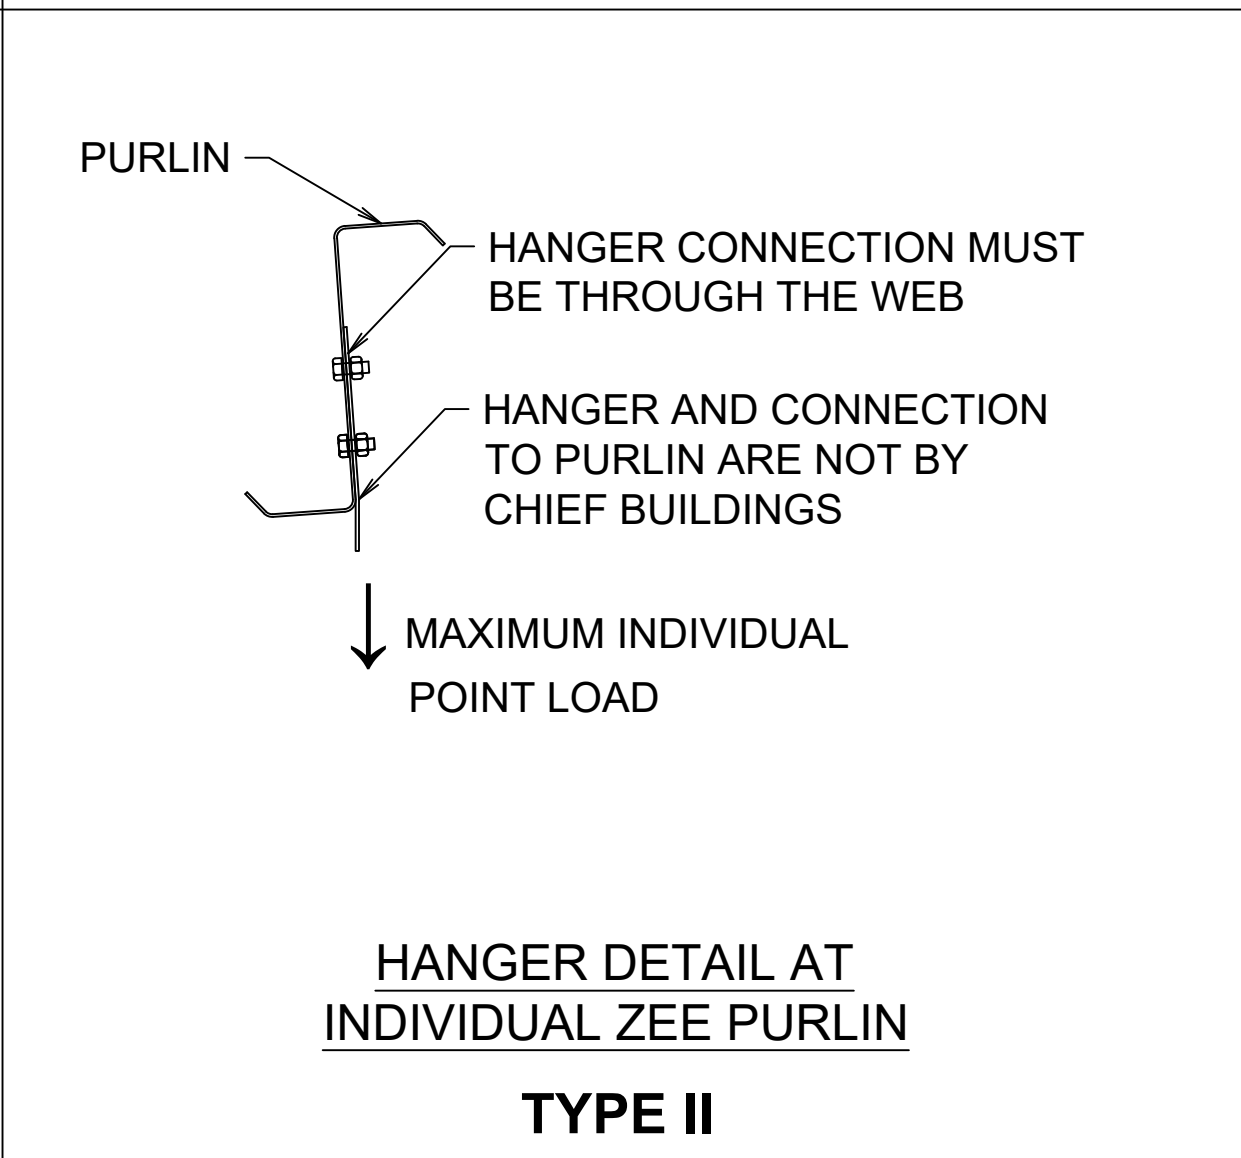 PURLIN
HANGER CONNECTION MUST
BE THROUGH THE WEB
HANGER AND CONNECTION
TO PURLIN ARE NOT BY
CHIEF BUILDINGS
MAXIMUM INDIVIDUAL
POINT LOAD
HANGER DETAIL AT
INDIVIDUAL ZEE PURLIN
TYPE II